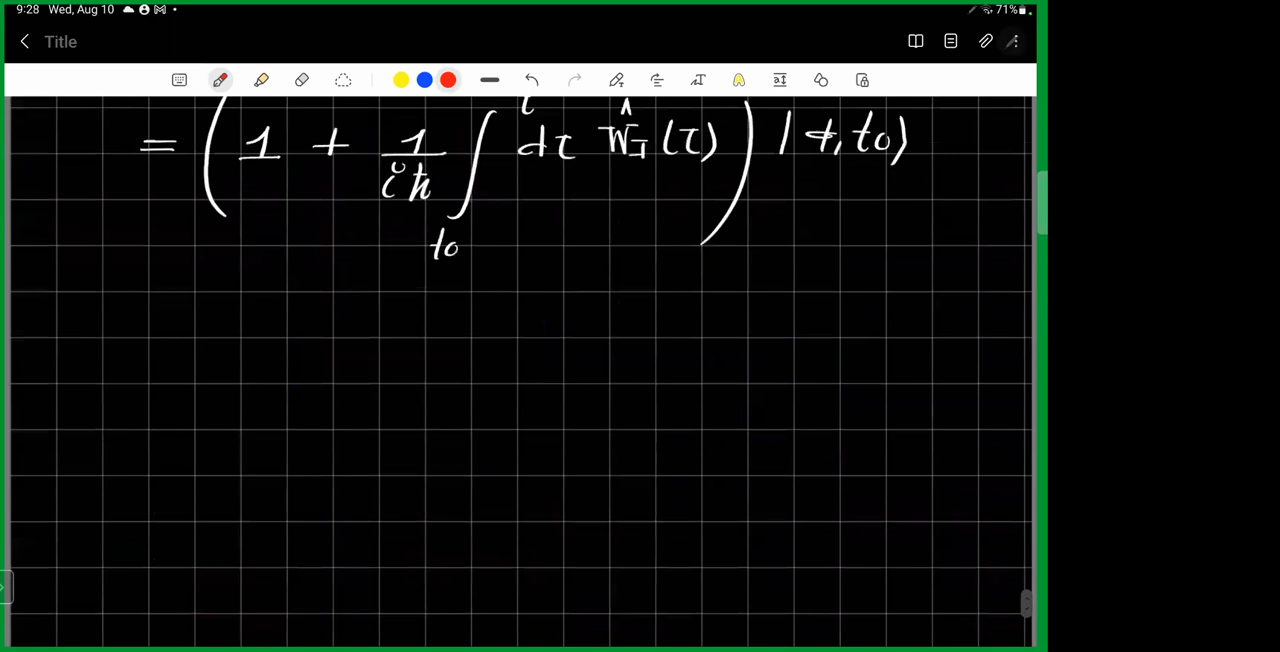 9:28 Wed, Aug 10 71%
Title
= ( 1 + 1/iħ ∫_{t0}^{t} dτ Ŵ_I(τ) ) | α, t0 ⟩